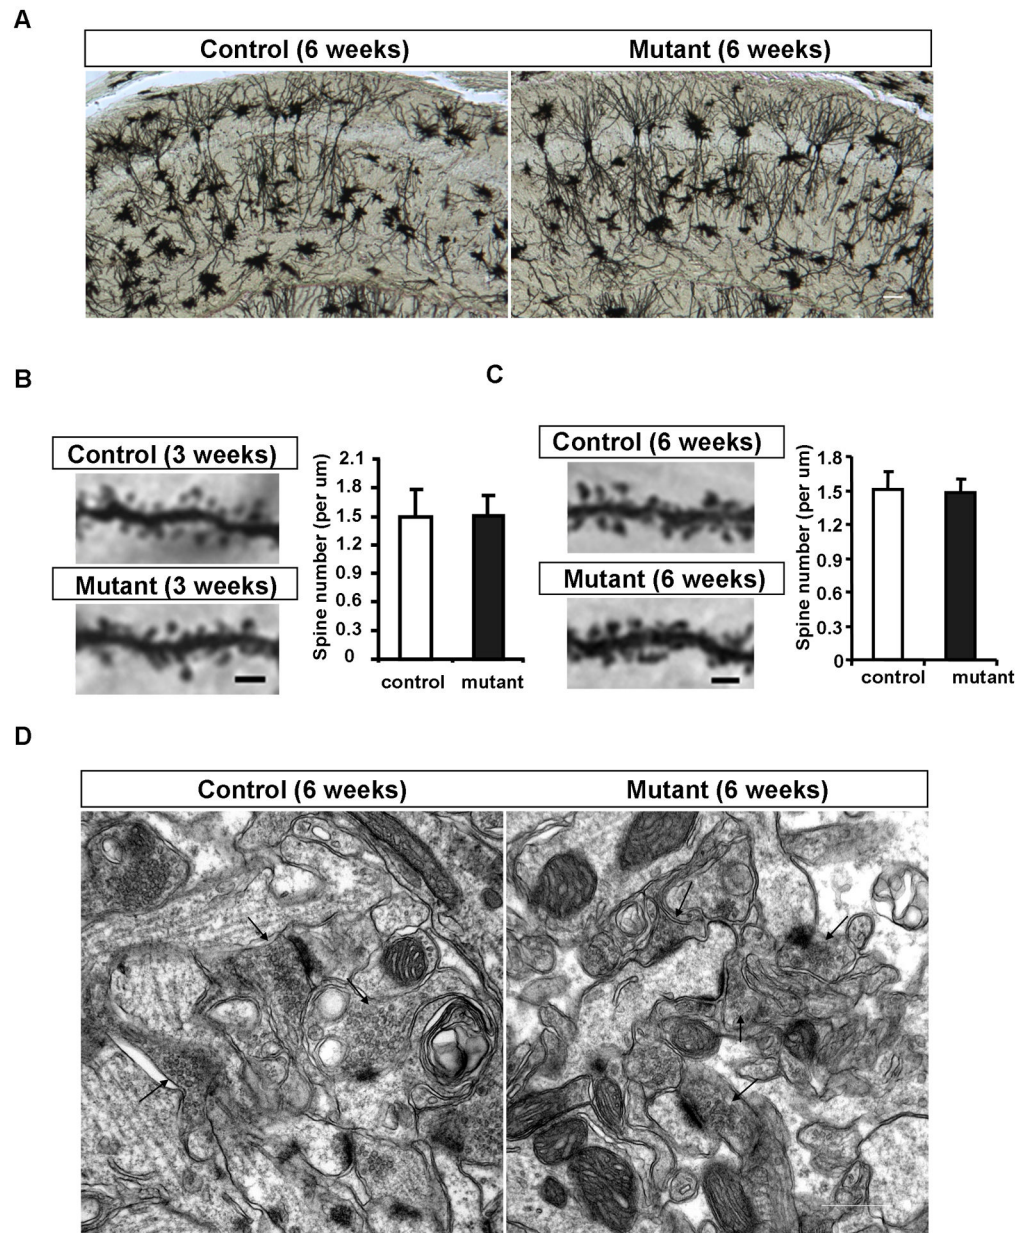 A
Control (6 weeks) Mutant (6 weeks)
B
C
Control (3 weeks)
Mutant (3 weeks)
Spine number (per um)
2.1
1.8
1.5
1.2
0.9
0.6
0.3
0
control mutant
Control (6 weeks)
Mutant (6 weeks)
Spine number (per um)
1.8
1.5
1.2
0.9
0.6
0.3
0
control mutant
D
Control (6 weeks) Mutant (6 weeks)